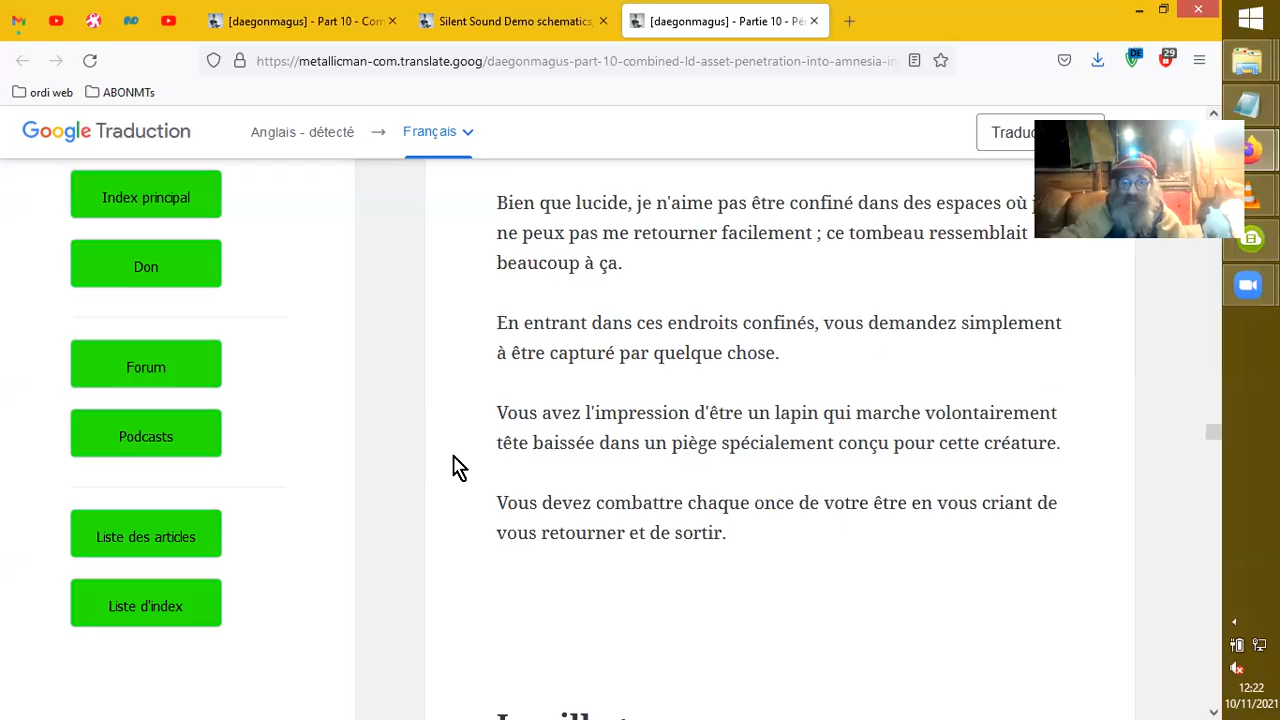 [daegonmagus] - Part 10 - Com
Silent Sound Demo schematics,
[daegonmagus] - Partie 10 - Pé
https://metallicman-com.translate.goog/daegonmagus-part-10-combined-ld-asset-penetration-into-amnesia-in
DE
29
ordi web
ABONMTs
Google Traduction
Anglais - détecté
Français
Traduc
Index principal
Don
Forum
Podcasts
Liste des articles
Liste d'index
Bien que lucide, je n'aime pas être confiné dans des espaces où j
ne peux pas me retourner facilement ; ce tombeau ressemblait
beaucoup à ça.
En entrant dans ces endroits confinés, vous demandez simplement
à être capturé par quelque chose.
Vous avez l'impression d'être un lapin qui marche volontairement
tête baissée dans un piège spécialement conçu pour cette créature.
Vous devez combattre chaque once de votre être en vous criant de
vous retourner et de sortir.
12:22
10/11/2021